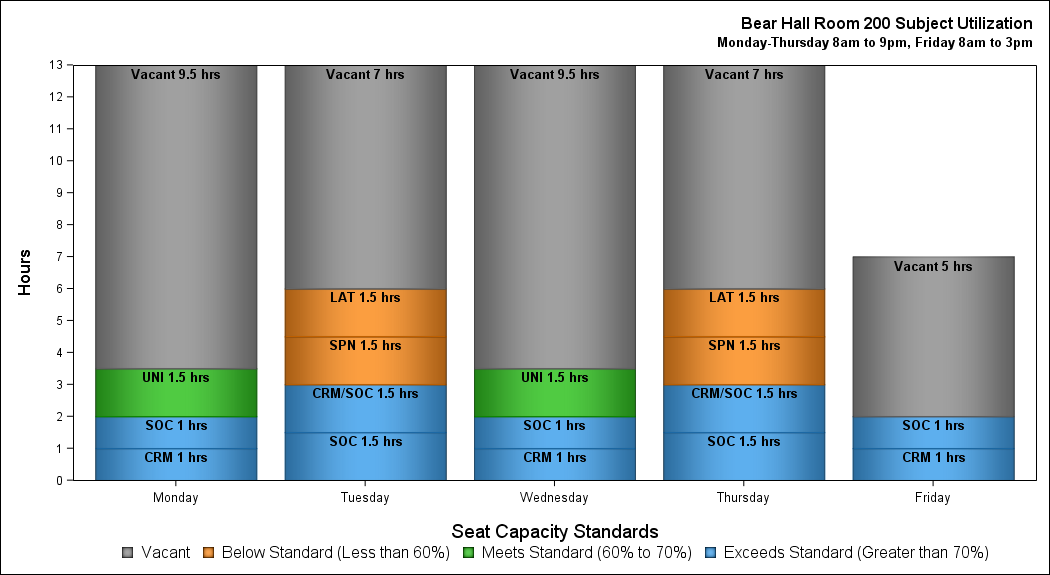 Bear Hall Room 200 Subject Utilization
Monday-Thursday 8am to 9pm, Friday 8am to 3pm
Hours
13
12
11
10
9
8
7
6
5
4
3
2
1
0
Vacant 9.5 hrs
UNI 1.5 hrs
SOC 1 hrs
CRM 1 hrs
Vacant 7 hrs
LAT 1.5 hrs
SPN 1.5 hrs
CRM/SOC 1.5 hrs
SOC 1.5 hrs
Vacant 9.5 hrs
UNI 1.5 hrs
SOC 1 hrs
CRM 1 hrs
Vacant 7 hrs
LAT 1.5 hrs
SPN 1.5 hrs
CRM/SOC 1.5 hrs
SOC 1.5 hrs
Vacant 5 hrs
SOC 1 hrs
CRM 1 hrs
Monday Tuesday Wednesday Thursday Friday
Seat Capacity Standards
Vacant Below Standard (Less than 60%) Meets Standard (60% to 70%) Exceeds Standard (Greater than 70%)